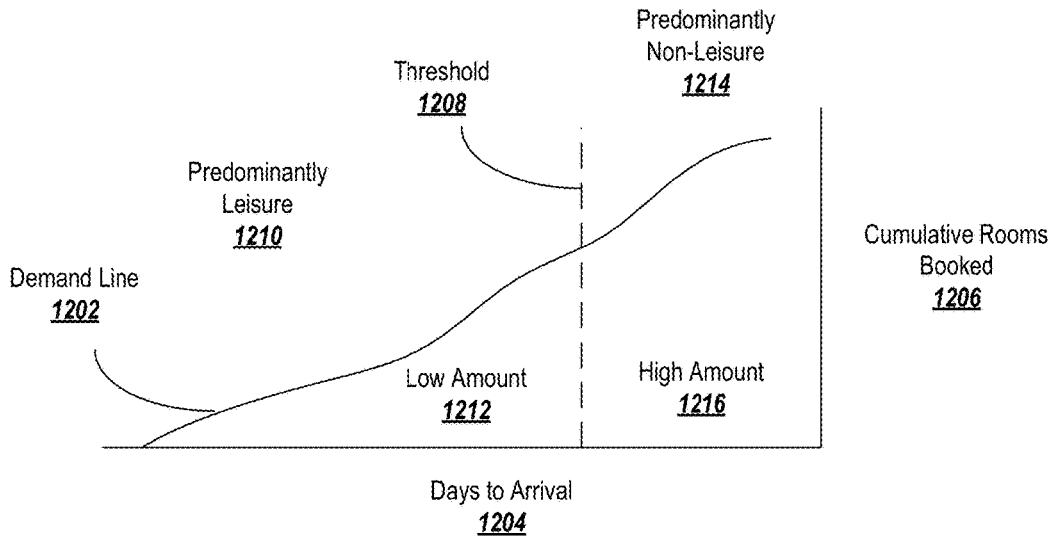 Predominantly
Non-Leisure
1214
Threshold
1208
Predominantly
Leisure
1210
Cumulative Rooms
Booked
1206
Demand Line
1202
Low Amount
1212
High Amount
1216
Days to Arrival
1204